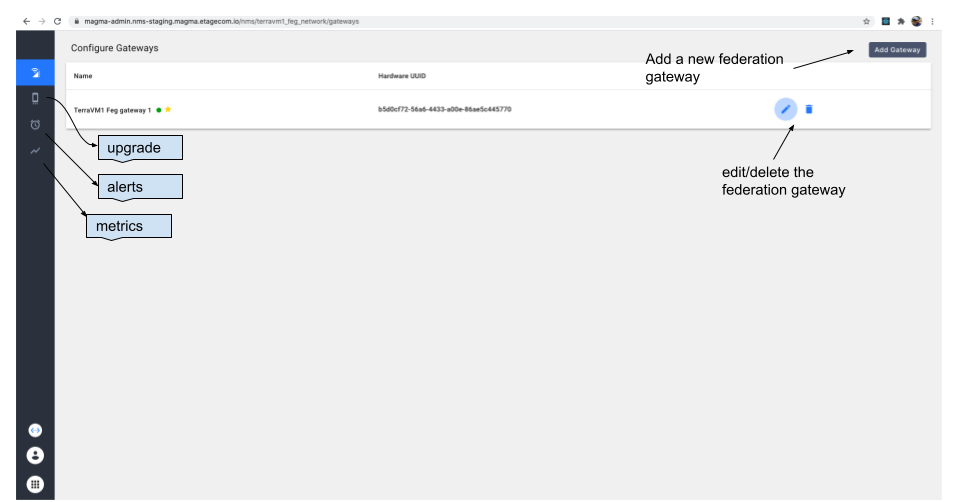 magma-admin.nms-staging.magma.etagecom.io/nms/terravm1_feg_network/gateways
Configure Gateways
Add Gateway
Add a new federation
gateway
Name
Hardware UUID
TerraVM1 Feg gateway 1
b5d0cf72-56a6-4433-a00e-86ae5c445770
upgrade
alerts
metrics
edit/delete the
federation gateway